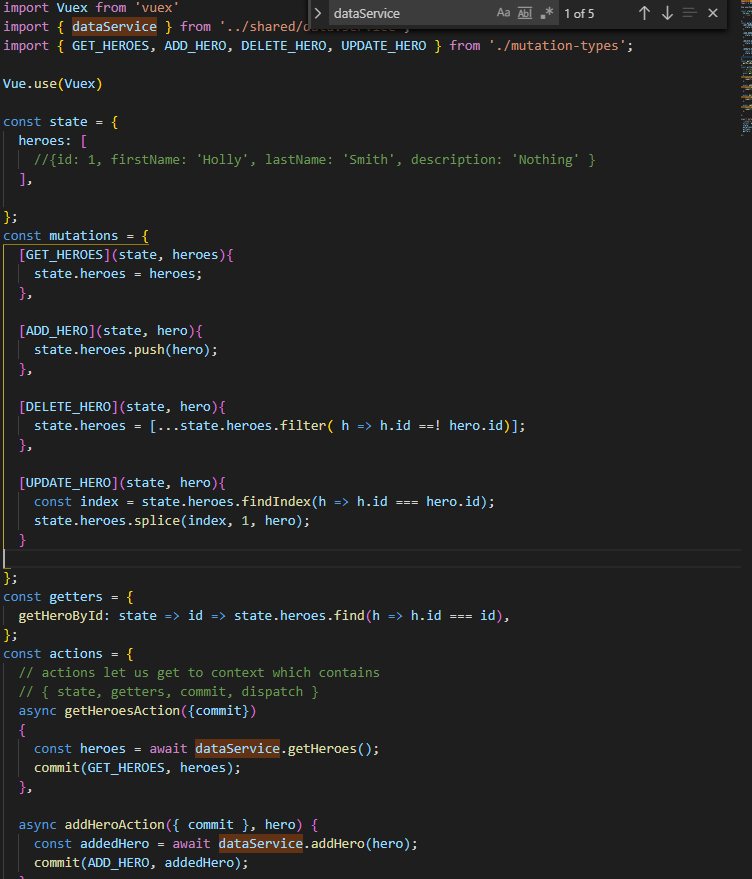 import Vuex from 'vuex'
import { dataService } from '../shared/
dataService Aa Ab| .* 1 of 5
import { GET_HEROES, ADD_HERO, DELETE_HERO, UPDATE_HERO } from './mutation-types';
Vue.use(Vuex)
const state = {
heroes: [
//{id: 1, firstName: 'Holly', lastName: 'Smith', description: 'Nothing' }
],
};
const mutations = {
[GET_HEROES](state, heroes){
state.heroes = heroes;
},
[ADD_HERO](state, hero){
state.heroes.push(hero);
},
[DELETE_HERO](state, hero){
state.heroes = [...state.heroes.filter( h => h.id ==! hero.id)];
},
[UPDATE_HERO](state, hero){
const index = state.heroes.findIndex(h => h.id === hero.id);
state.heroes.splice(index, 1, hero);
}
};
const getters = {
getHeroById: state => id => state.heroes.find(h => h.id === id),
};
const actions = {
// actions let us get to context which contains
// { state, getters, commit, dispatch }
async getHeroesAction({commit})
{
const heroes = await dataService.getHeroes();
commit(GET_HEROES, heroes);
},
async addHeroAction({ commit }, hero) {
const addedHero = await dataService.addHero(hero);
commit(ADD_HERO, addedHero);